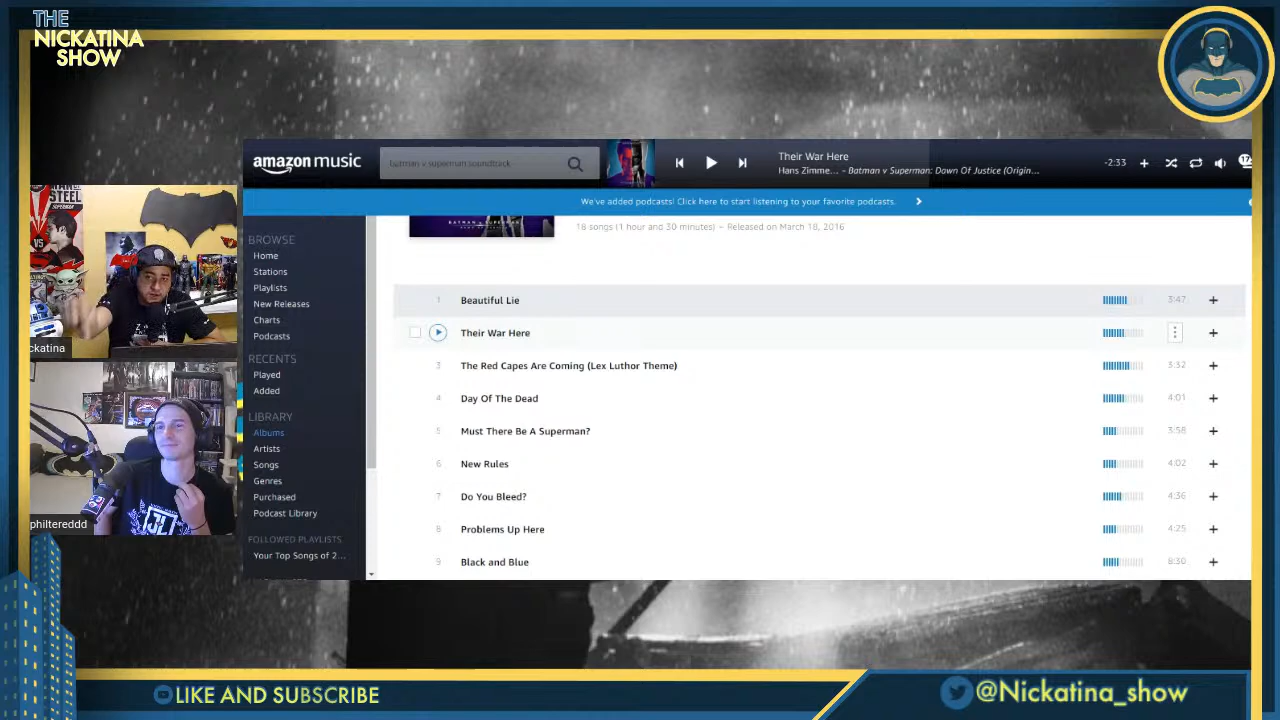 THE
NICKATINA
SHOW
amazon music
batman v superman soundtrack
Their War Here
Hans Zimme... – Batman v Superman: Dawn Of Justice (Origin...
-2:33
We've added podcasts! Click here to start listening to your favorite podcasts.
18 songs (1 hour and 30 minutes) – Released on March 18, 2016
BROWSE
Home
Stations
Playlists
New Releases
Charts
Podcasts
RECENTS
Played
Added
LIBRARY
Albums
Artists
Songs
Genres
Purchased
Podcast Library
FOLLOWED PLAYLISTS
Your Top Songs of 2...
1 Beautiful Lie 3:47
Their War Here
3 The Red Capes Are Coming (Lex Luthor Theme) 3:32
4 Day Of The Dead 4:01
5 Must There Be A Superman? 3:58
6 New Rules 4:02
7 Do You Bleed? 4:36
8 Problems Up Here 4:25
9 Black and Blue 8:30
STEEL
VS
ckatina
philtereddd
LIKE AND SUBSCRIBE
@Nickatina_show